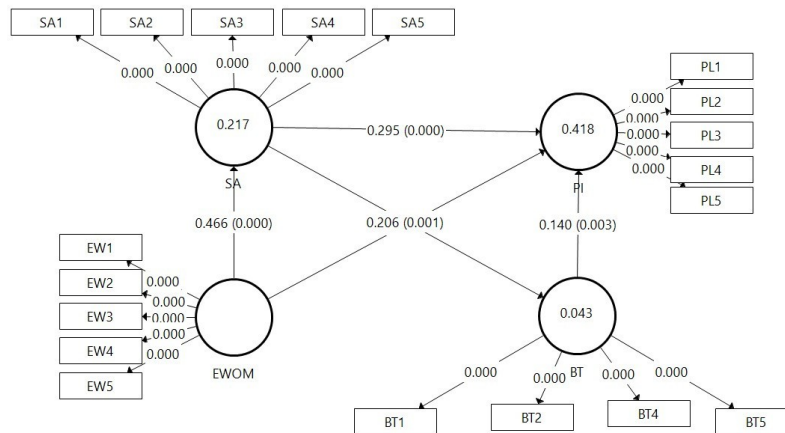 SA1
SA2
SA3
SA4
SA5
0.000
0.000
0.000
0.000
0.000
PL1
PL2
PL3
PL4
PL5
0.000
0.000
0.000
0.000
0.000
0.217
SA
0.295 (0.000)
0.418
PI
0.466 (0.000)
0.206 (0.001)
0.140 (0.003)
EW1
EW2
EW3
EW4
EW5
0.000
0.000
0.000
0.000
0.000
EWOM
0.043
BT
0.000
0.000
0.000
0.000
BT1
BT2
BT4
BT5